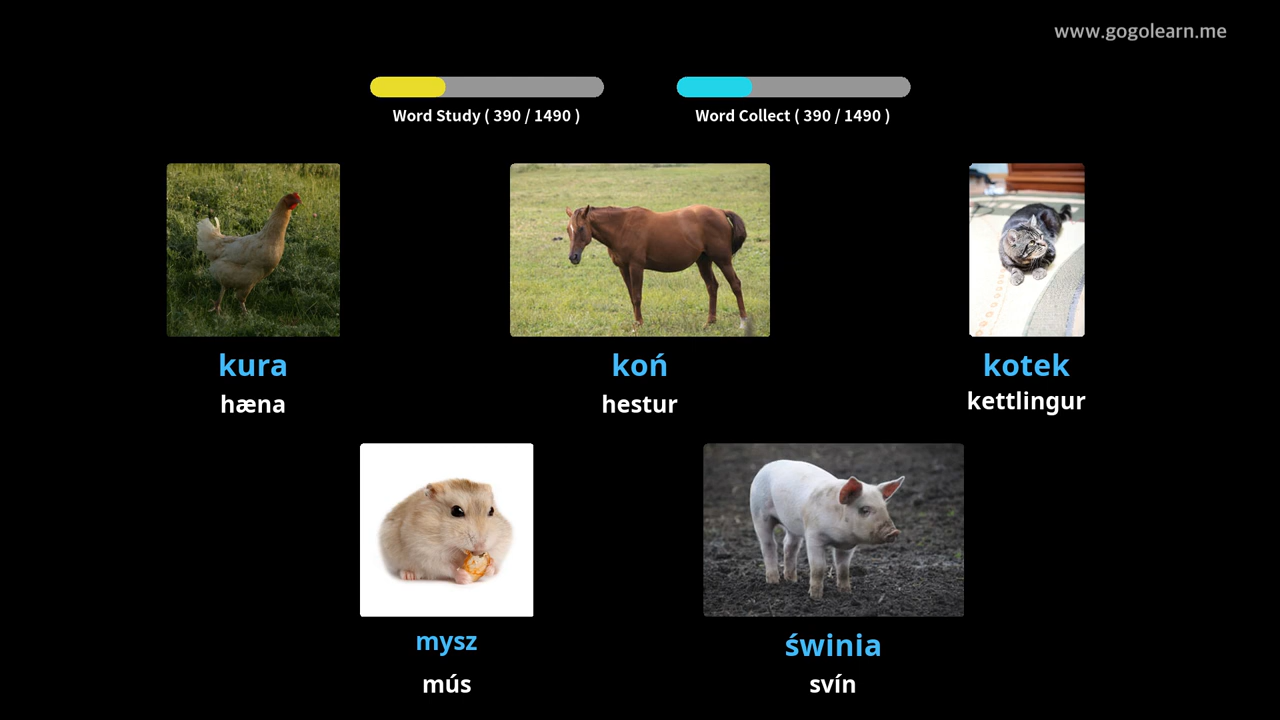 www.gogolearn.me
Word Study ( 390 / 1490 )
Word Collect ( 390 / 1490 )
kura
hæna
koń
hestur
kotek
kettlingur
mysz
mús
świnia
svín